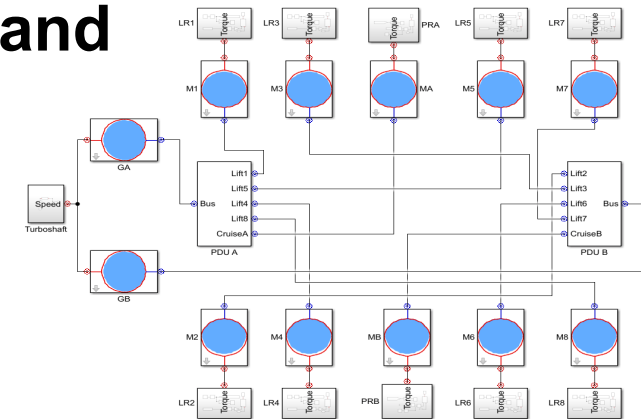 and
LR1 Torque LR3 Torque Torque PRA LR5 Torque LR7 Torque
M1 M3 MA M5 M7
GA
Speed
Turboshaft
Bus Lift1 Lift5 Lift4 Lift8 CruiseA
PDU A
Lift2 Lift3 Lift6 Lift7 CruiseB Bus
PDU B
GB
M2 M4 MB M6 M8
LR2 Torque LR4 Torque PRB Torque LR6 Torque LR8 Torque